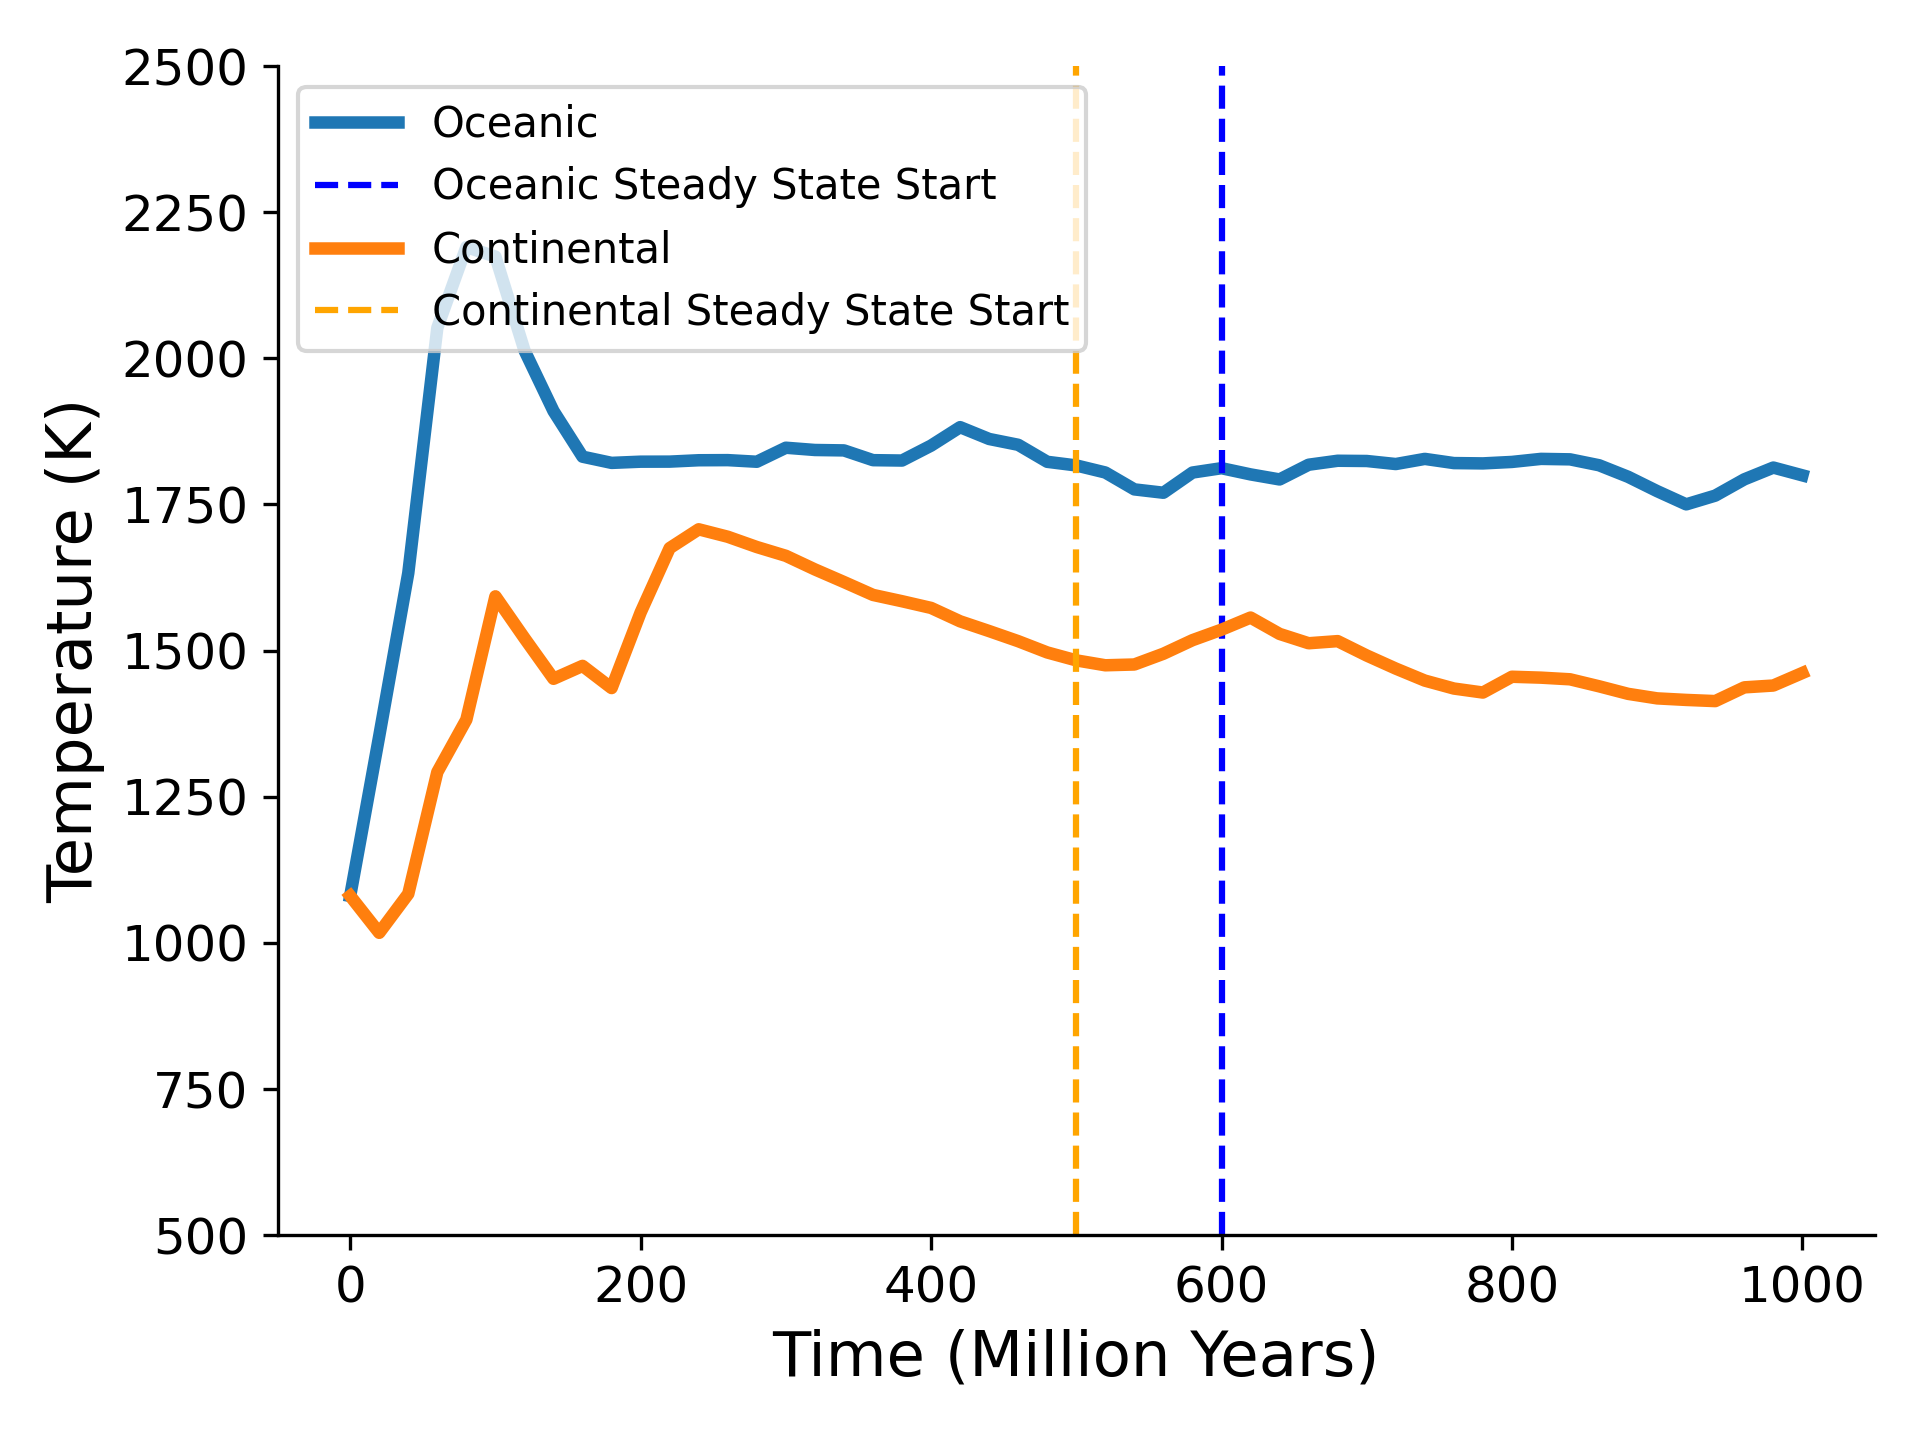 2500
2250
2000
1750
1500
1250
1000
750
500
Temperature (K)
Oceanic
Oceanic Steady State Start
Continental
Continental Steady State Start
0 200 400 600 800 1000
Time (Million Years)